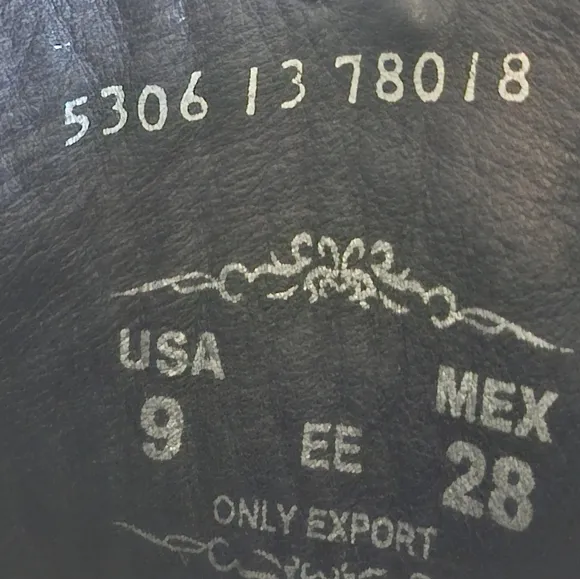 5306 13 78018
USA MEX
9 EE 28
ONLY EXPORT